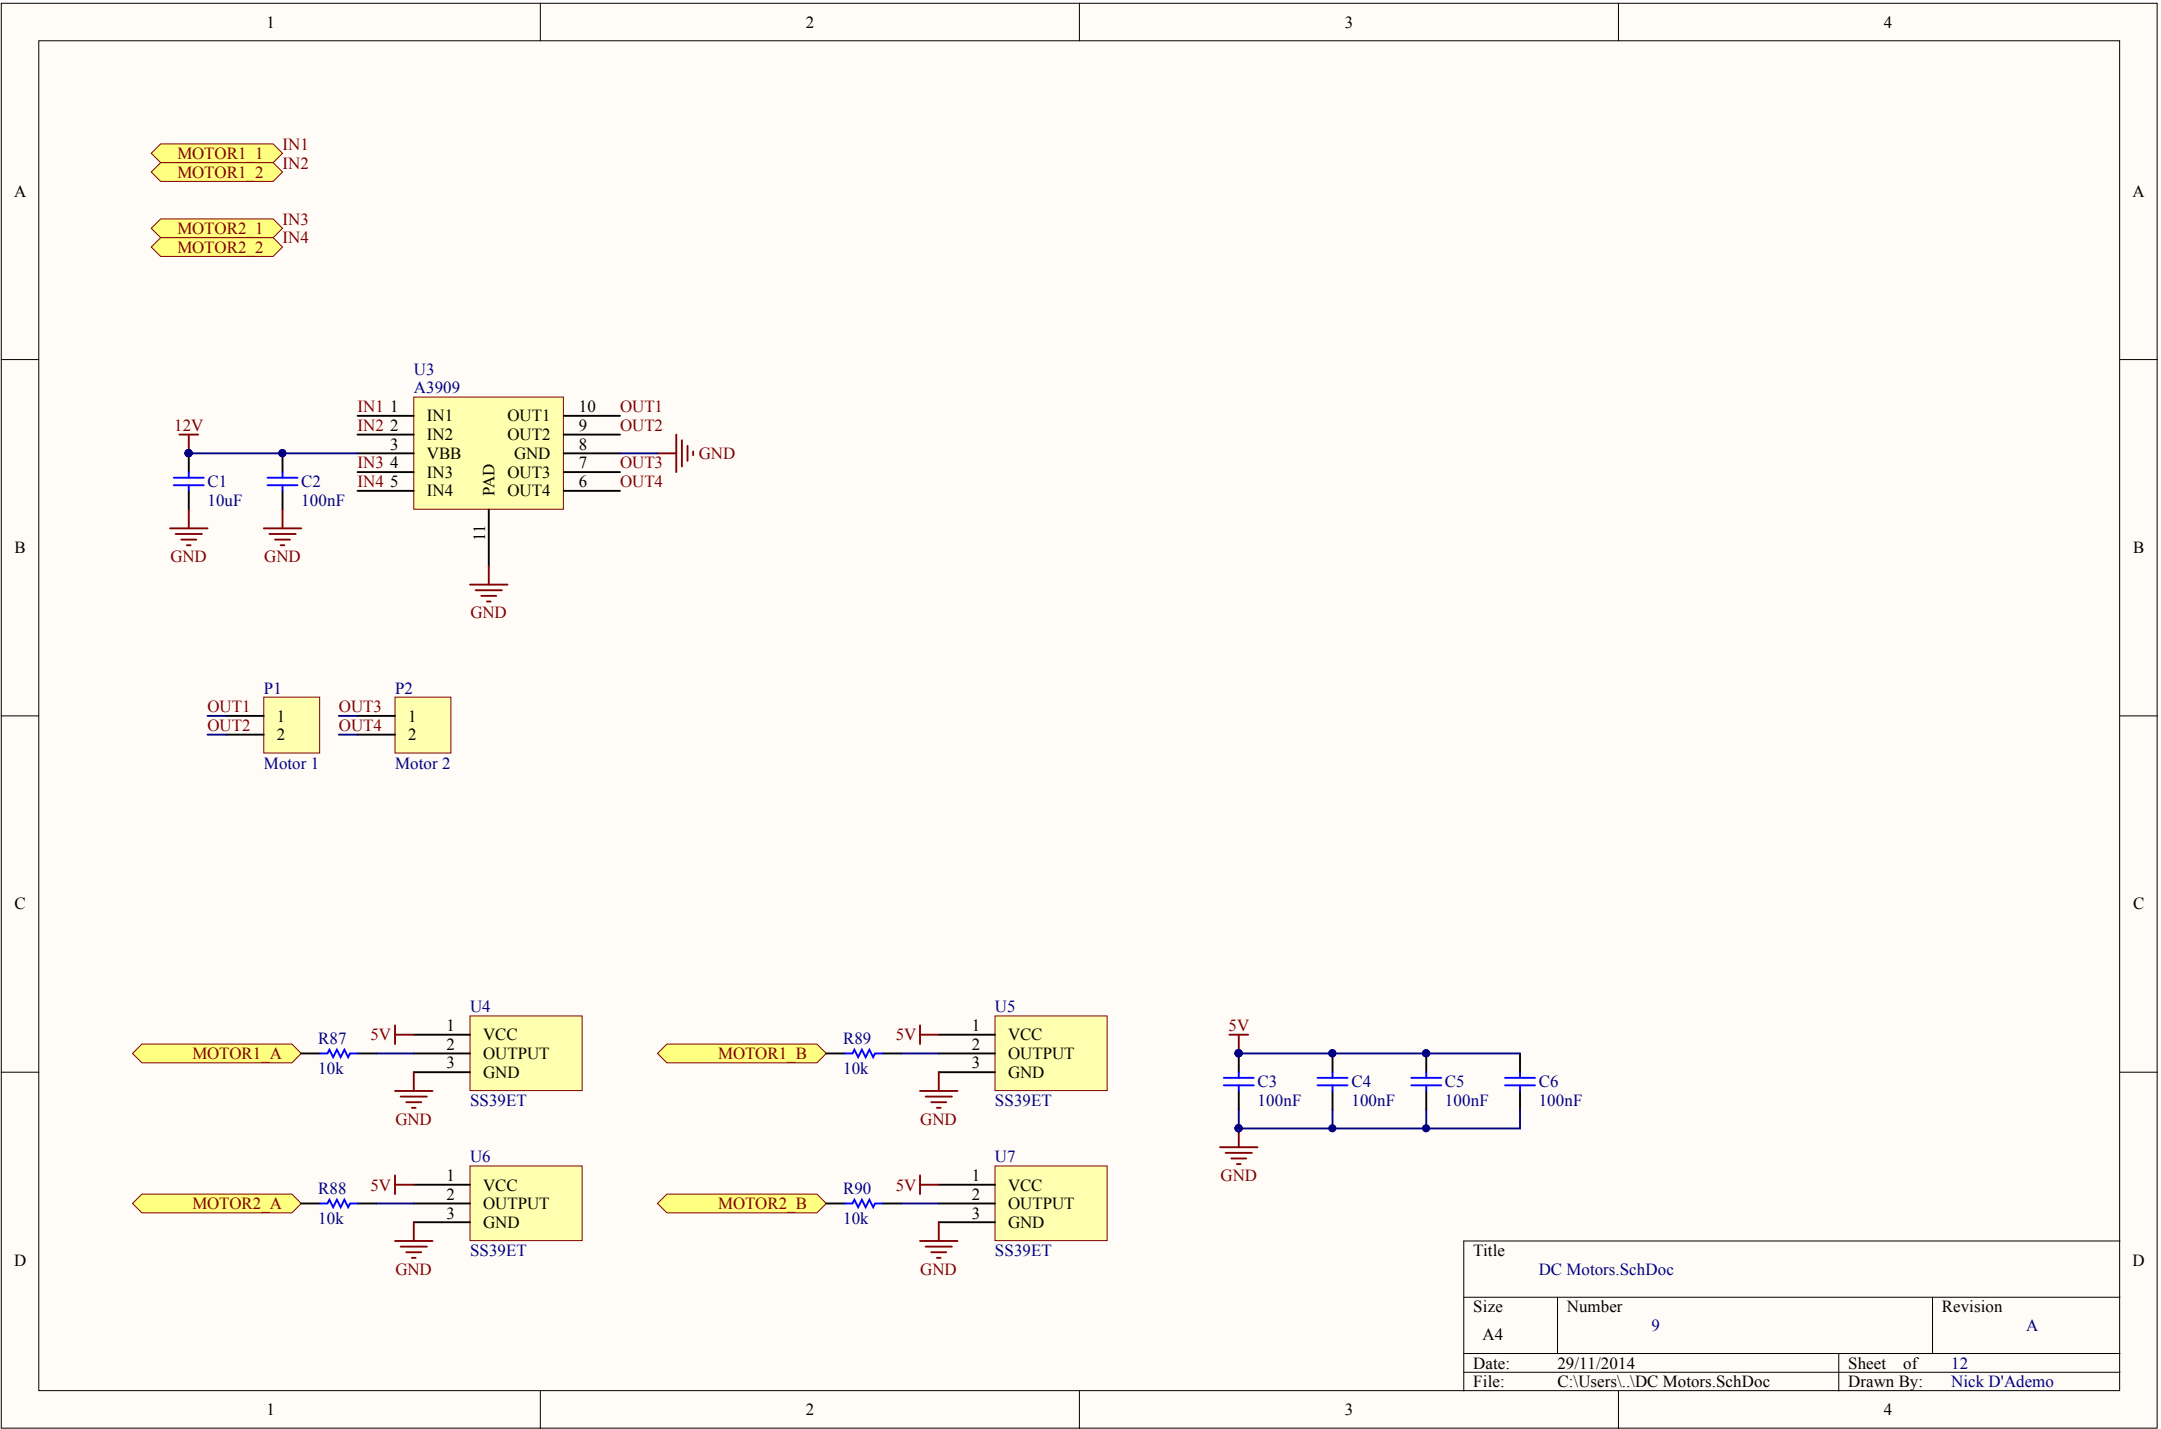 1 2 3 4
A A
MOTOR1_1 IN1
MOTOR1_2 IN2
MOTOR2_1 IN3
MOTOR2_2 IN4
B B
U3
A3909
IN1 1 IN1 OUT1 10 OUT1
IN2 2 IN2 OUT2 9 OUT2
12V 3 VBB GND 8 GND
IN3 4 IN3 OUT3 7 OUT3
IN4 5 IN4 OUT4 6 OUT4
PAD
11
GND
C1
10uF
GND
C2
100nF
GND
P1
OUT1 1
OUT2 2
Motor 1
P2
OUT3 1
OUT4 2
Motor 2
C C
U4
5V 1 VCC
MOTOR1_A R87 2 OUTPUT
10k 3 GND
GND SS39ET
U5
5V 1 VCC
MOTOR1_B R89 2 OUTPUT
10k 3 GND
GND SS39ET
5V
C3 C4 C5 C6
100nF 100nF 100nF 100nF
GND
D D
U6
5V 1 VCC
MOTOR2_A R88 2 OUTPUT
10k 3 GND
GND SS39ET
U7
5V 1 VCC
MOTOR2_B R90 2 OUTPUT
10k 3 GND
GND SS39ET
Title
DC Motors.SchDoc
Size Number Revision
A4 9 A
Date: 29/11/2014 Sheet of 12
File: C:\Users\..\DC Motors.SchDoc Drawn By: Nick D'Ademo
1 2 3 4